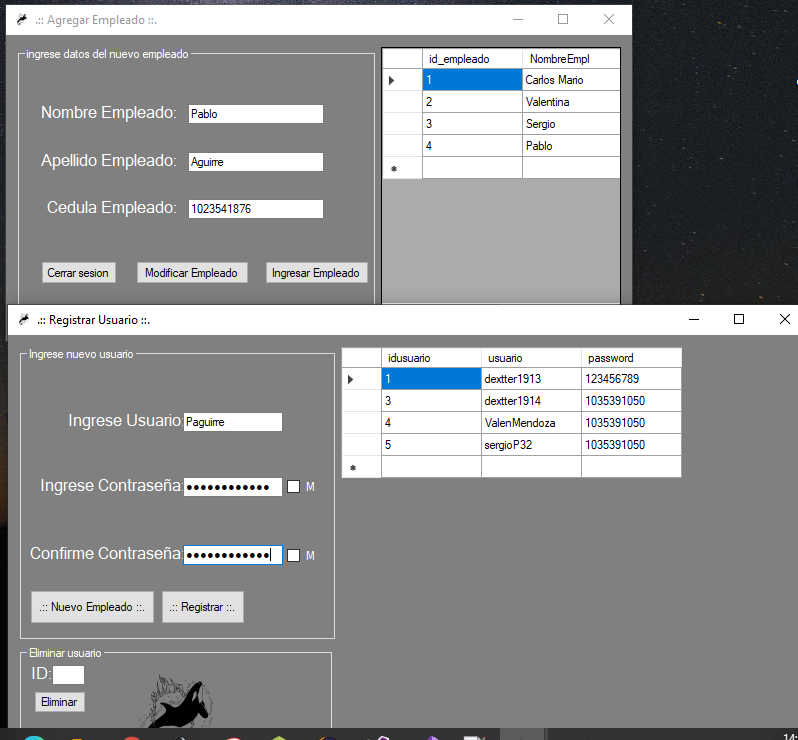 .:: Agregar Empleado ::.
ingrese datos del nuevo empleado
Nombre Empleado: Pablo
Apellido Empleado: Aguirre
Cedula Empleado: 1023541876
Cerrar sesion Modificar Empleado Ingresar Empleado
id_empleado NombreEmpl
1 Carlos Mario
2 Valentina
3 Sergio
4 Pablo
.:: Registrar Usuario ::.
Ingrese nuevo usuario
Ingrese Usuario: Paguirre
Ingrese Contraseña: ●●●●●●●●●●●● M
Confirme Contraseña: ●●●●●●●●●●●● M
.:: Nuevo Empleado ::. .:: Registrar ::.
Eliminar usuario
ID:
Eliminar
idusuario usuario password
1 dextter1913 123456789
3 dextter1914 1035391050
4 ValenMendoza 1035391050
5 sergioP32 1035391050